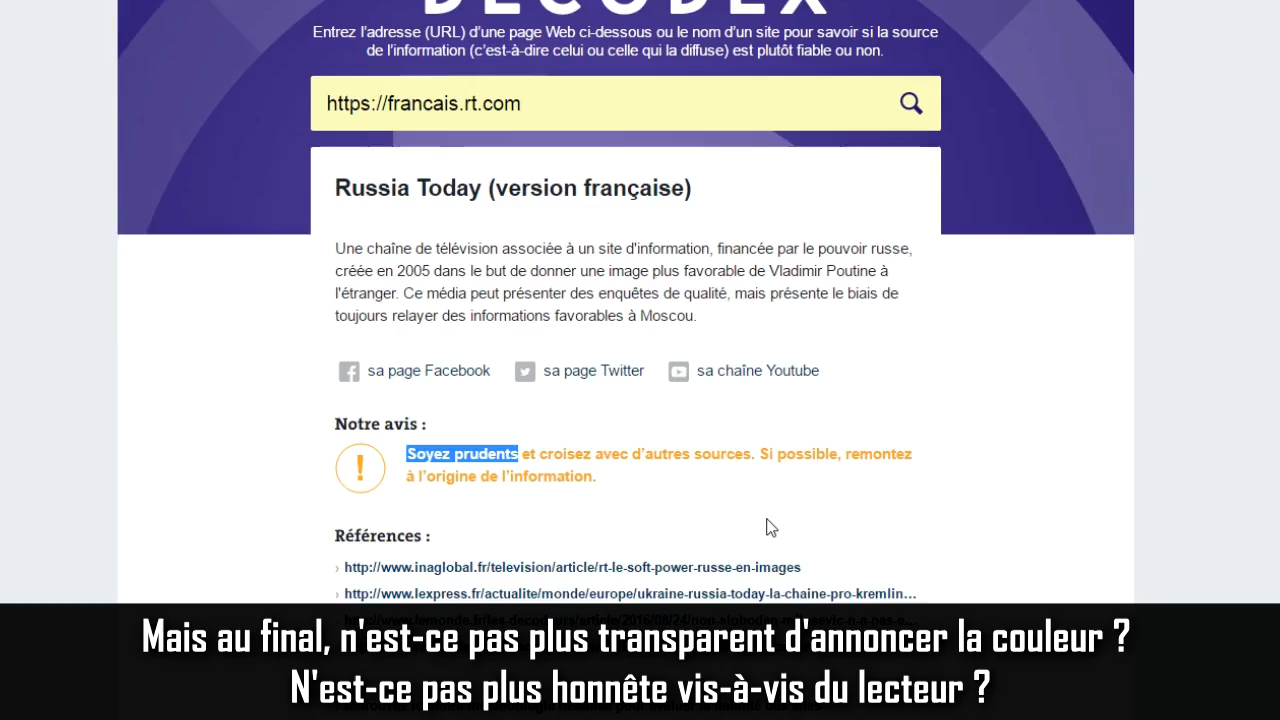 DECODEX
Entrez l'adresse (URL) d'une page Web ci-dessous ou le nom d'un site pour savoir si la source
de l'information (c'est-à-dire celui ou celle qui la diffuse) est plutôt fiable ou non.
https://francais.rt.com
Russia Today (version française)
Une chaîne de télévision associée à un site d'information, financée par le pouvoir russe,
créée en 2005 dans le but de donner une image plus favorable de Vladimir Poutine à
l'étranger. Ce média peut présenter des enquêtes de qualité, mais présente le biais de
toujours relayer des informations favorables à Moscou.
sa page Facebook sa page Twitter sa chaîne Youtube
Notre avis :
Soyez prudents et croisez avec d'autres sources. Si possible, remontez
à l'origine de l'information.
Références :
› http://www.inaglobal.fr/television/article/rt-le-soft-power-russe-en-images
› http://www.lexpress.fr/actualite/monde/europe/ukraine-russia-today-la-chaine-pro-kremlin...
Mais au final, n'est-ce pas plus transparent d'annoncer la couleur ?
N'est-ce pas plus honnête vis-à-vis du lecteur ?